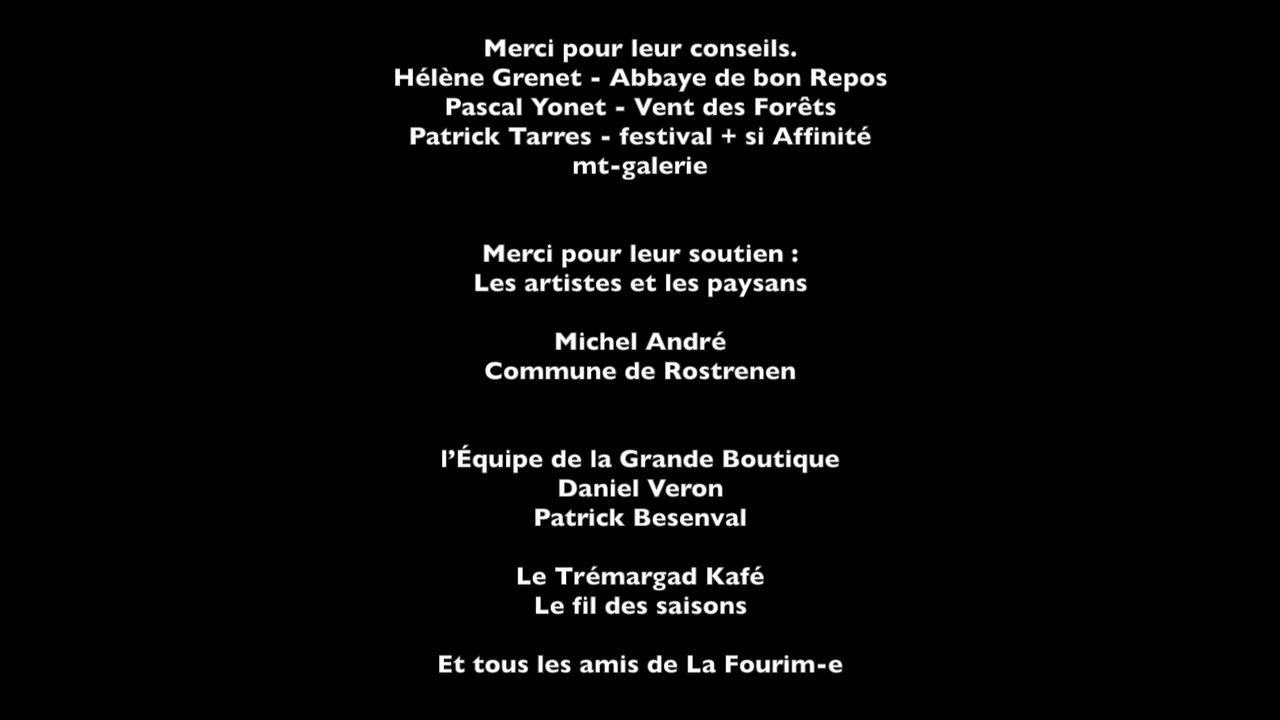 Merci pour leur conseils.
Hélène Grenet - Abbaye de bon Repos
Pascal Yonet - Vent des Forêts
Patrick Tarres - festival + si Affinité
mt-galerie
Merci pour leur soutien :
Les artistes et les paysans
Michel André
Commune de Rostrenen
l’Équipe de la Grande Boutique
Daniel Veron
Patrick Besenval
Le Trémargad Kafé
Le fil des saisons
Et tous les amis de La Fourim-e